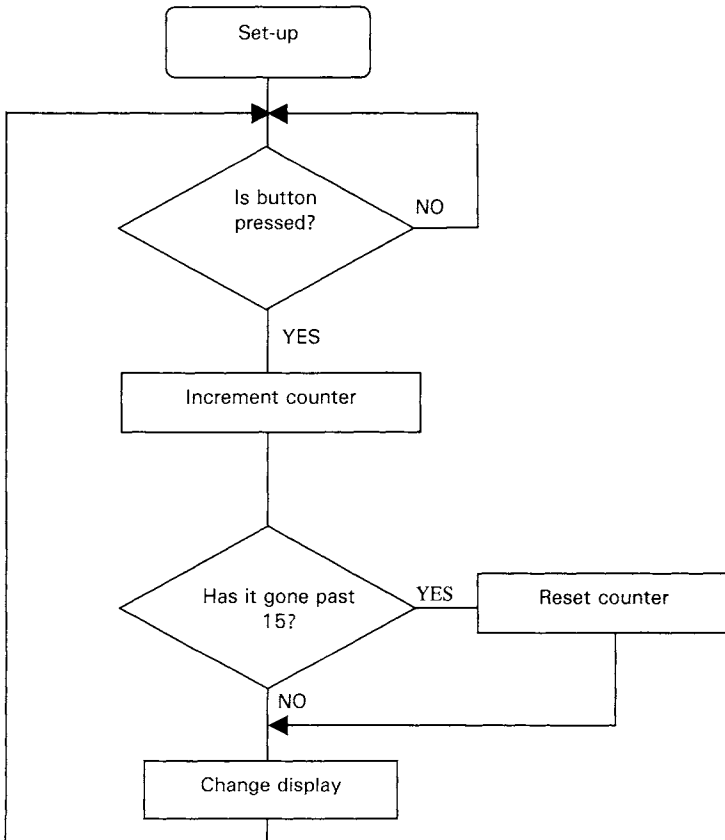 Set-up
Is button
pressed?
NO
YES
Increment counter
Has it gone past
15?
YES
Reset counter
NO
Change display